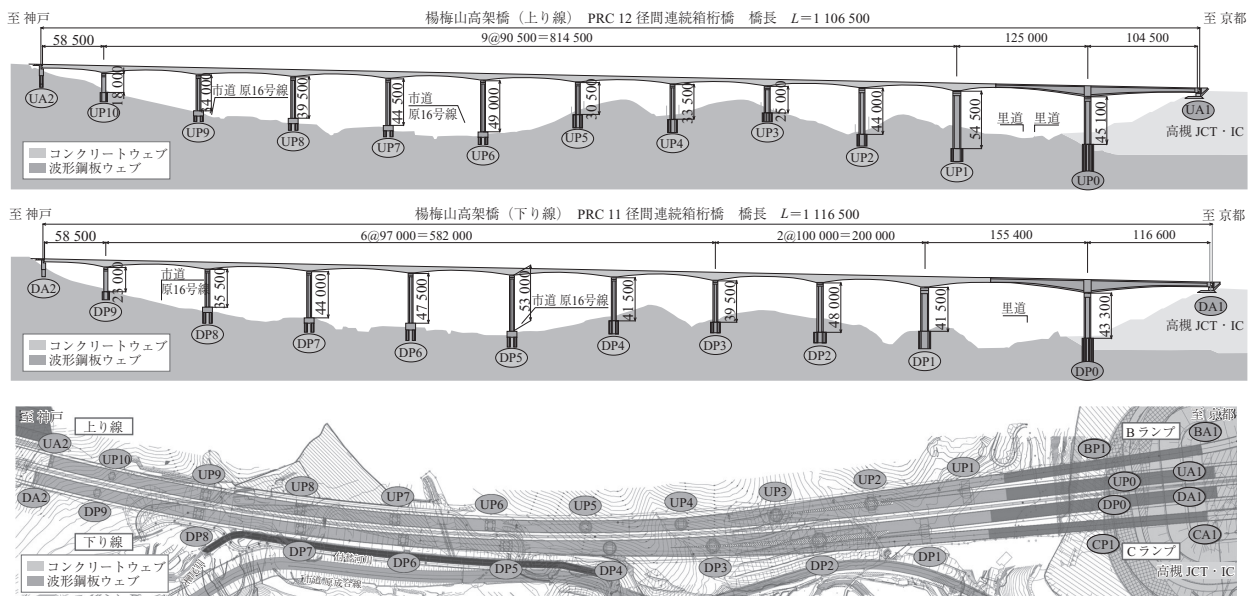 至 神戸
楊梅山高架橋（上り線） PRC 12 径間連続箱桁橋 橋長 L＝1 106 500
至 京都
58 500
9@90 500＝814 500
125 000
104 500
18 000
24 000
39 500
44 500
49 000
30 500
33 500
25 000
44 000
54 500
45 100
市道 原16号線
市道
原16号線
里道
里道
UA2
UP10
UP9
UP8
UP7
UP6
UP5
UP4
UP3
UP2
UP1
UP0
UA1
高槻 JCT・IC
コンクリートウェブ
波形鋼板ウェブ
至 神戸
楊梅山高架橋（下り線） PRC 11 径間連続箱桁橋 橋長 L＝1 116 500
至 京都
58 500
6@97 000＝582 000
2@100 000＝200 000
155 400
116 600
23 000
35 500
44 000
47 500
53 000
41 500
39 500
48 000
41 500
43 300
市道
原16号線
市道 原16号線
里道
DA2
DP9
DP8
DP7
DP6
DP5
DP4
DP3
DP2
DP1
DP0
DA1
高槻 JCT・IC
コンクリートウェブ
波形鋼板ウェブ
至 神戸
上り線
至 京都
Bランプ
BA1
BP1
UA2
UP10
UP9
UP8
UP7
UP6
UP5
UP4
UP3
UP2
UP1
UP0
UA1
DA2
DP9
DP8
DP7
DP6
DP5
DP4
DP3
DP2
DP1
DP0
DA1
CP1
CA1
Cランプ
高槻 JCT・IC
下り線
コンクリートウェブ
波形鋼板ウェブ